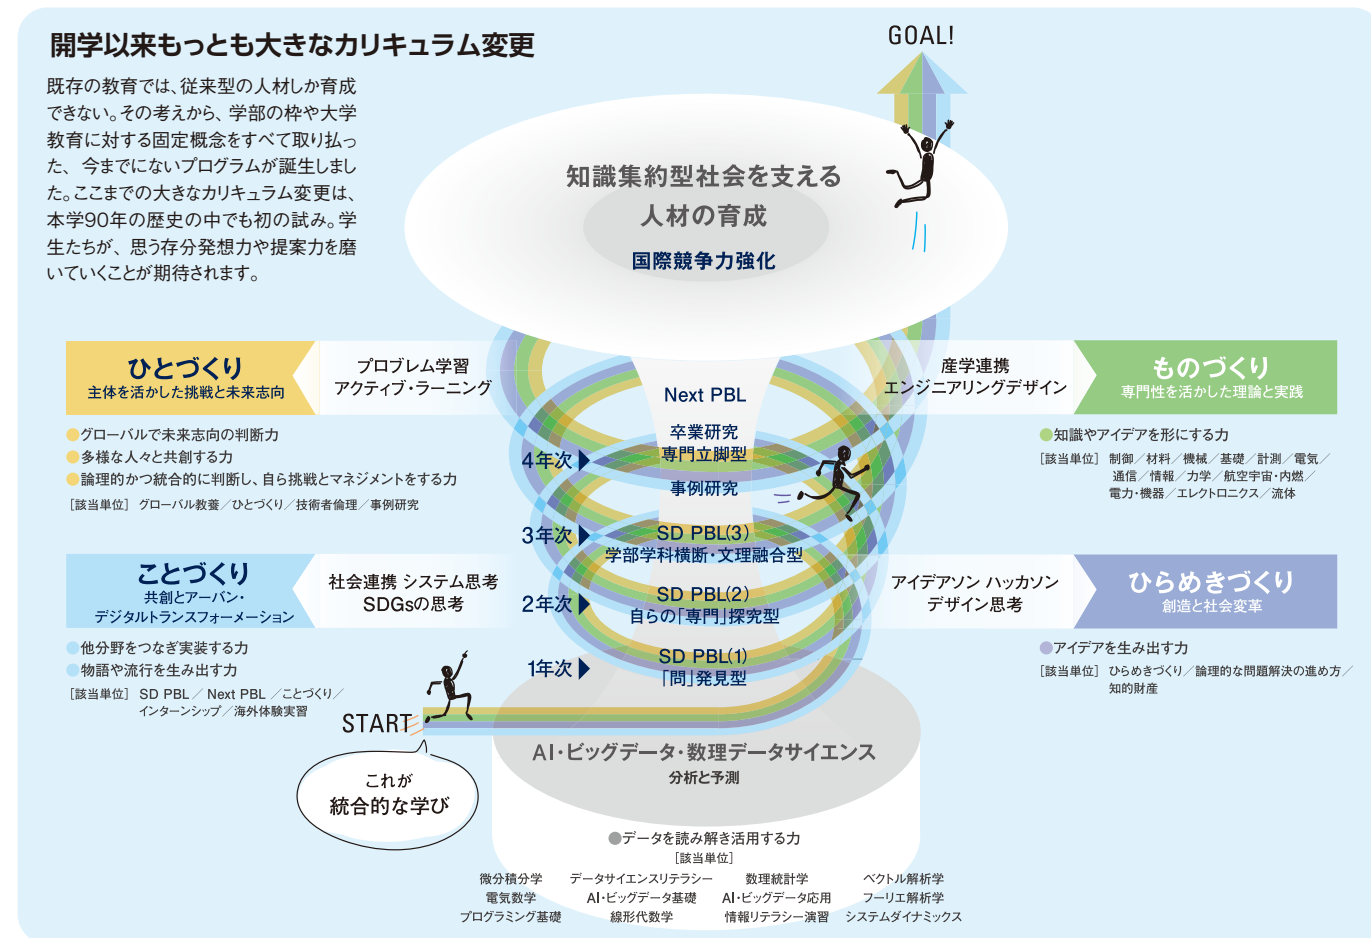 開学以来もっとも大きなカリキュラム変更
既存の教育では、従来型の人材しか育成
できない。その考えから、学部の枠や大学
教育に対する固定概念をすべて取り払っ
た、今までにないプログラムが誕生しまし
た。ここまでの大きなカリキュラム変更は、
本学90年の歴史の中でも初の試み。学
生たちが、思う存分発想力や提案力を磨
いていくことが期待されます。
GOAL!
知識集約型社会を支える
人材の育成
国際競争力強化
ひとづくり
主体を活かした挑戦と未来志向
プロブレム学習
アクティブ・ラーニング
●グローバルで未来志向の判断力
●多様な人々と共創する力
●論理的かつ統合的に判断し、自ら挑戦とマネジメントをする力
［該当単位］ グローバル教養／ひとづくり／技術者倫理／事例研究
産学連携
エンジニアリングデザイン
ものづくり
専門性を活かした理論と実践
●知識やアイデアを形にする力
［該当単位］ 制御／材料／機械／基礎／計測／電気／
通信／情報／力学／航空宇宙・内燃／
電力・機器／エレクトロニクス／流体
Next PBL
卒業研究
4年次
専門立脚型
事例研究
3年次
SD PBL(3)
学部学科横断・文理融合型
2年次
SD PBL(2)
自らの「専門」探究型
1年次
SD PBL(1)
「問」発見型
ことづくり
共創とアーバン・
デジタルトランスフォーメーション
社会連携 システム思考
SDGsの思考
●他分野をつなぎ実装する力
●物語や流行を生み出す力
［該当単位］ SD PBL ／ Next PBL ／ことづくり／
インターンシップ／海外体験実習
アイデアソン ハッカソン
デザイン思考
ひらめきづくり
創造と社会変革
●アイデアを生み出す力
［該当単位］ ひらめきづくり／論理的な問題解決の進め方／
知的財産
START
これが
統合的な学び
AI・ビッグデータ・数理データサイエンス
分析と予測
●データを読み解き活用する力
［該当単位］
微分積分学 データサイエンスリテラシー 数理統計学 ベクトル解析学
電気数学 AI・ビッグデータ基礎 AI・ビッグデータ応用 フーリエ解析学
プログラミング基礎 線形代数学 情報リテラシー演習 システムダイナミックス